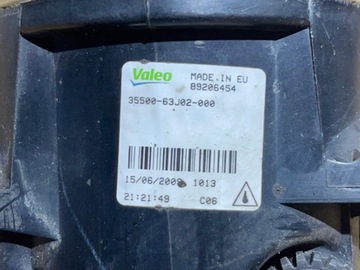 Valeo
MADE.IN EU
89206454
35500-63J02-000
15/06/2009 1013
21:21:49 C06